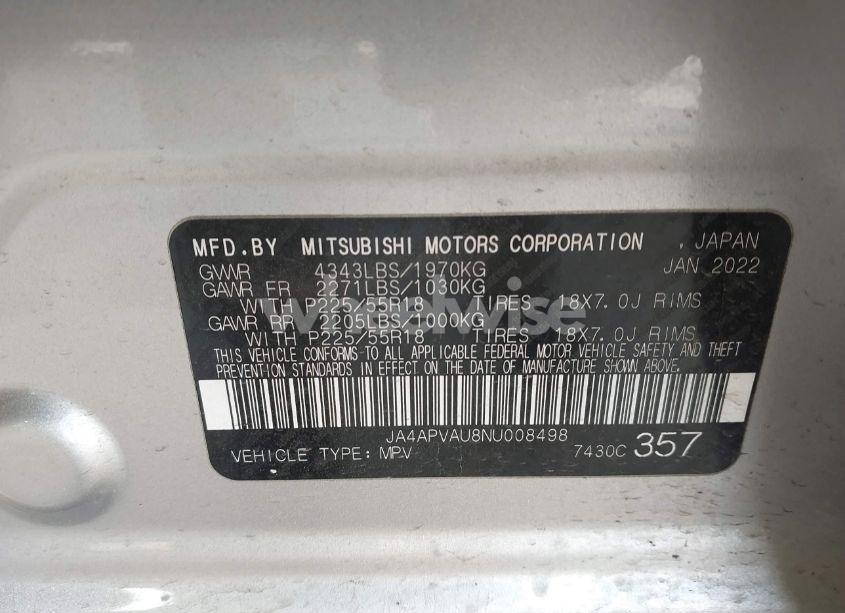 MFD.BY MITSUBISHI MOTORS CORPORATION . JAPAN
GVWR 4343LBS/1970KG JAN 2022
GAWR FR 2271LBS/1030KG
WITH P225/55R18 TIRES 18X7.0J RIMS
GAWR RR 2205LBS/1000KG
WITH P225/55R18 TIRES 18X7.0J RIMS
THIS VEHICLE CONFORMS TO ALL APPLICABLE FEDERAL MOTOR VEHICLE SAFETY AND THEFT
PREVENTION STANDARDS IN EFFECT ON THE DATE OF MANUFACTURE SHOWN ABOVE.
JA4APVAU8NU008498
VEHICLE TYPE: MPV 7430C 357
wheelwise